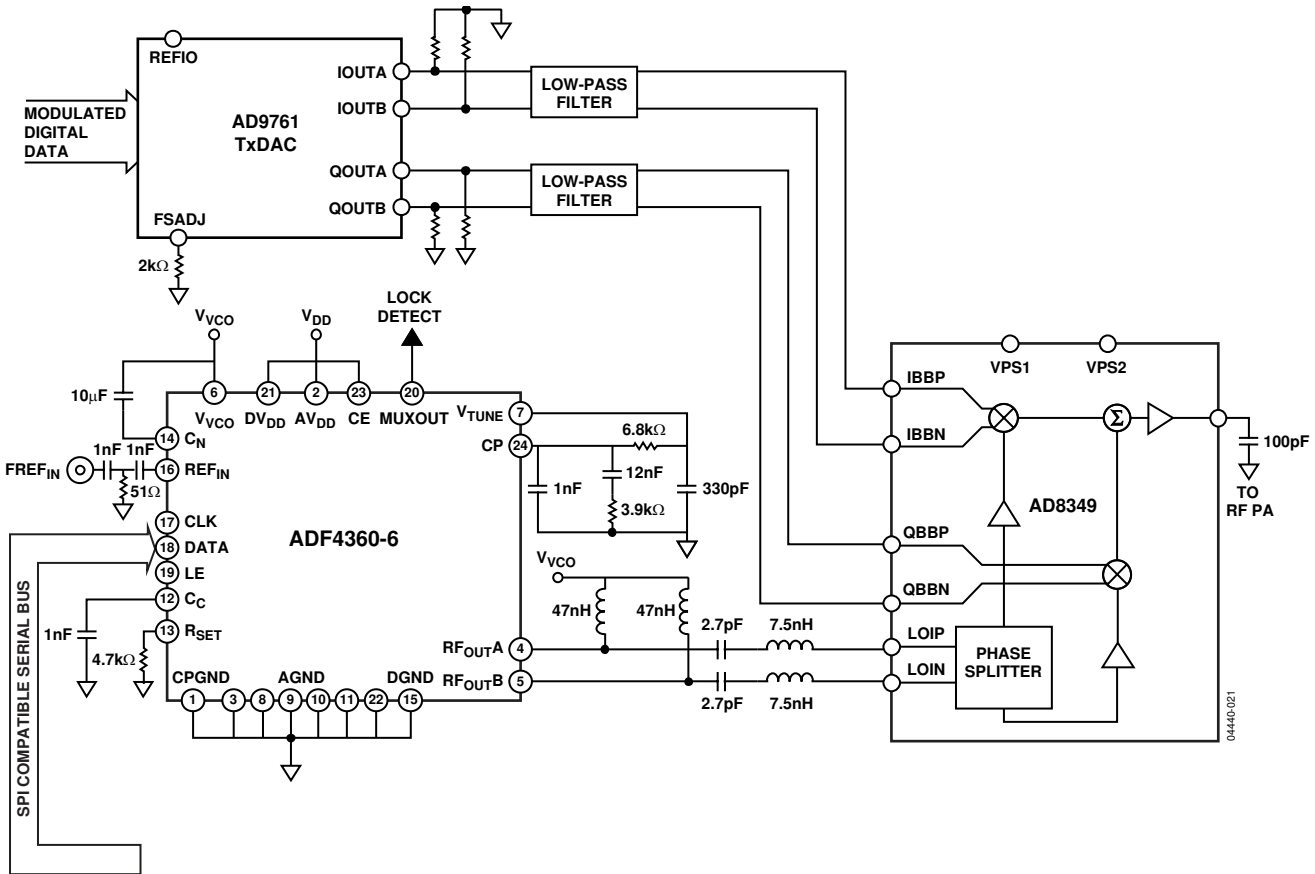 REFIO
IOUTA
IOUTB
LOW-PASS
FILTER
MODULATED
DIGITAL
DATA
AD9761
TxDAC
QOUTA
QOUTB
LOW-PASS
FILTER
FSADJ
2kΩ
VVCO
VDD
LOCK
DETECT
10µF
6
21
2
23
20
VVCO
DVDD
AVDD
CE
MUXOUT
VTUNE
7
14
CN
CP
24
6.8kΩ
1nF
1nF
FREFIN
16
REFIN
51Ω
1nF
12nF
3.9kΩ
330pF
17
CLK
18
DATA
19
LE
ADF4360-6
12
CC
1nF
13
RSET
4.7kΩ
VVCO
47nH
47nH
2.7pF
7.5nH
RFOUTA
4
RFOUTB
5
2.7pF
7.5nH
CPGND
AGND
DGND
1
3
8
9
10
11
22
15
SPI COMPATIBLE SERIAL BUS
VPS1
VPS2
IBBP
IBBN
Σ
100pF
TO
RF PA
AD8349
QBBP
QBBN
LOIP
LOIN
PHASE
SPLITTER
04440-021